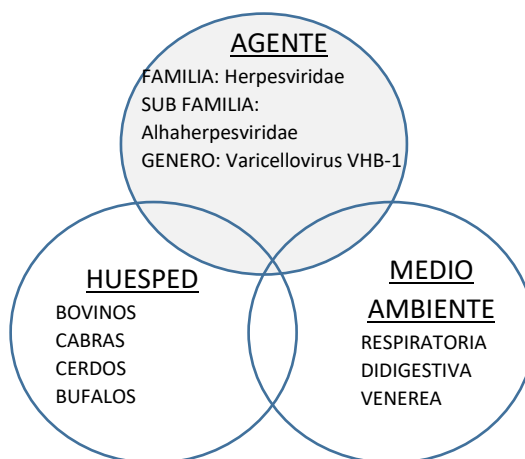 AGENTE
FAMILIA: Herpesviridae
SUB FAMILIA:
Alhaherpesviridae
GENERO: Varicellovirus VHB-1
HUESPED
BOVINOS
CABRAS
CERDOS
BUFALOS
MEDIO
AMBIENTE
RESPIRATORIA
DIDIGESTIVA
VENEREA